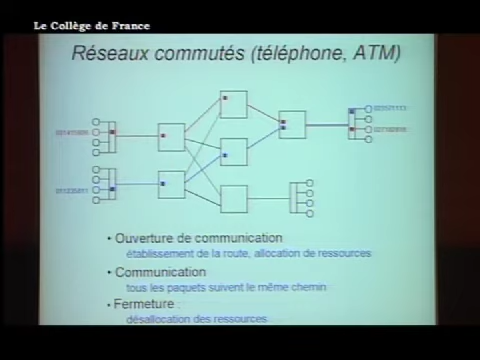 Le Collège de France
Réseaux commutés (téléphone, ATM)
• Ouverture de communication
établissement de la route, allocation de ressources
• Communication
tous les paquets suivent le même chemin
• Fermeture
désallocation des ressources